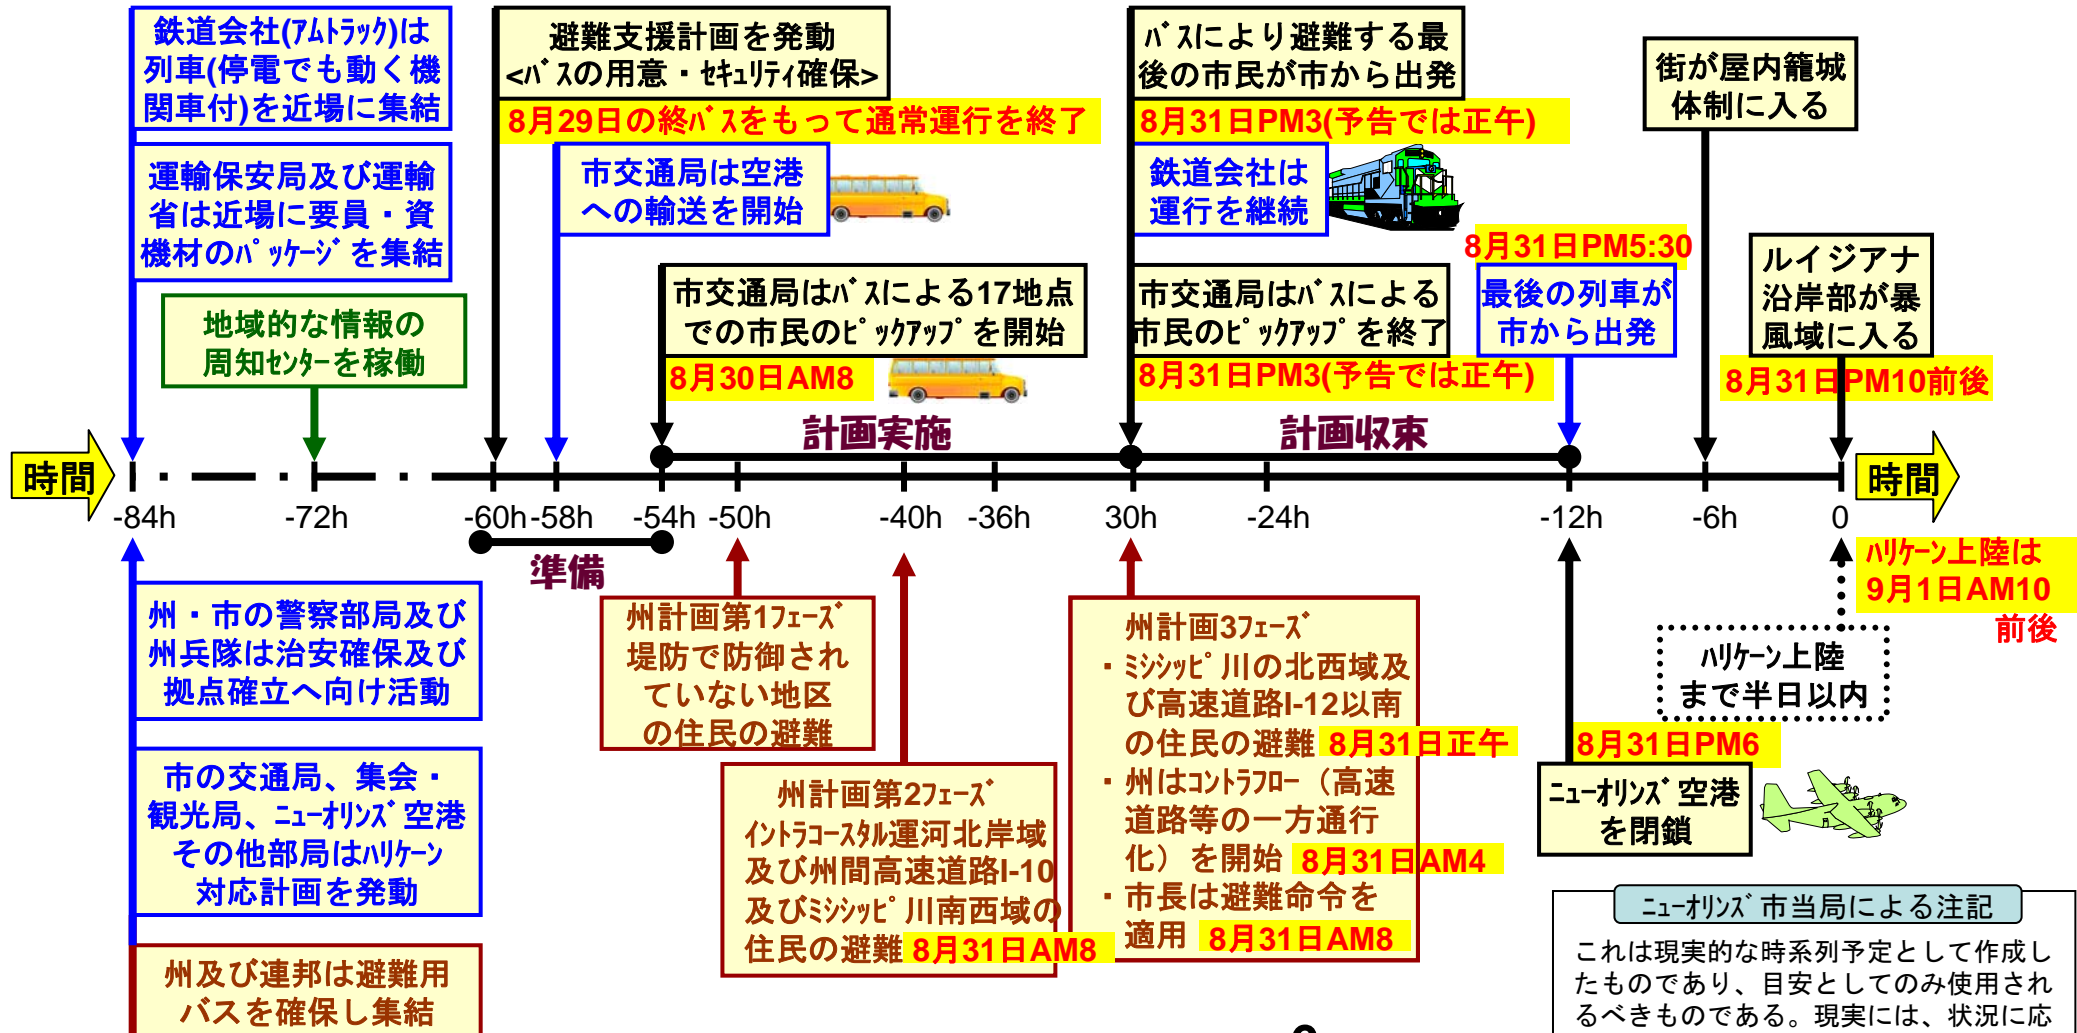 鉄道会社(ｱﾑﾄﾗｯｸ)は
列車(停電でも動く機
関車付)を近場に集結
運輸保安局及び運輸
省は近場に要員・資
機材のﾊﾟｯｹｰｼﾞを集結
地域的な情報の
周知ｾﾝﾀｰを稼働
避難支援計画を発動
<ﾊﾞｽの用意・ｾｷｭﾘﾃｨ確保>
8月29日の終ﾊﾞｽをもって通常運行を終了
市交通局は空港
への輸送を開始
市交通局はﾊﾞｽによる17地点
での市民のﾋﾟｯｸｱｯﾌﾟを開始
8月30日AM8
ﾊﾞｽにより避難する最
後の市民が市から出発
8月31日PM3(予告では正午)
鉄道会社は
運行を継続
市交通局はﾊﾞｽによる
市民のﾋﾟｯｸｱｯﾌﾟを終了
8月31日PM3(予告では正午)
8月31日PM5:30
最後の列車が
市から出発
街が屋内籠城
体制に入る
ルイジアナ
沿岸部が暴
風域に入る
8月31日PM10前後
計画実施
計画収束
時間
時間
-84h
-72h
-60h
-58h
-54h
-50h
-40h
-36h
30h
-24h
-12h
-6h
0
準備
州・市の警察部局及び
州兵隊は治安確保及び
拠点確立へ向け活動
市の交通局、集会・
観光局、ﾆｭｰｵﾘﾝｽﾞ空港
その他部局はﾊﾘｹｰﾝ
対応計画を発動
州及び連邦は避難用
バスを確保し集結
州計画第1ﾌｪｰｽﾞ
堤防で防御され
ていない地区
の住民の避難
州計画第2ﾌｪｰｽﾞ
ｲﾝﾄﾗｺｰｽﾀﾙ運河北岸域
及び州間高速道路I-10
及びﾐｼｼｯﾋﾟ川南西域の
住民の避難 8月31日AM8
州計画3ﾌｪｰｽﾞ
・ﾐｼｼｯﾋﾟ川の北西域及
び高速道路I-12以南
の住民の避難 8月31日正午
・州はｺﾝﾄﾗﾌﾛｰ（高速
道路等の一方通行
化）を開始 8月31日AM4
・市長は避難命令を
適用 8月31日AM8
8月31日PM6
ﾆｭｰｵﾘﾝｽﾞ空港
を閉鎖
ﾊﾘｹｰﾝ上陸は
9月1日AM10
前後
ﾊﾘｹｰﾝ上陸
まで半日以内
ﾆｭｰｵﾘﾝｽﾞ市当局による注記
これは現実的な時系列予定として作成し
たものであり、目安としてのみ使用され
るべきものである。現実には、状況に応